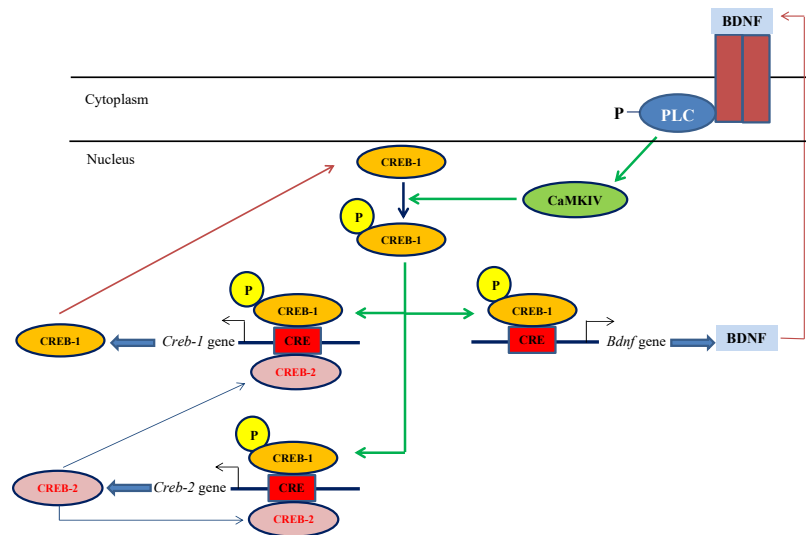 BDNF
Cytoplasm
P
PLC
Nucleus
CREB-1
CaMKIV
P
CREB-1
P
CREB-1
P
CREB-1
CREB-1
Creb-1 gene
CRE
CRE
Bdnf gene
BDNF
CREB-2
P
CREB-1
CREB-2
Creb-2 gene
CRE
CREB-2